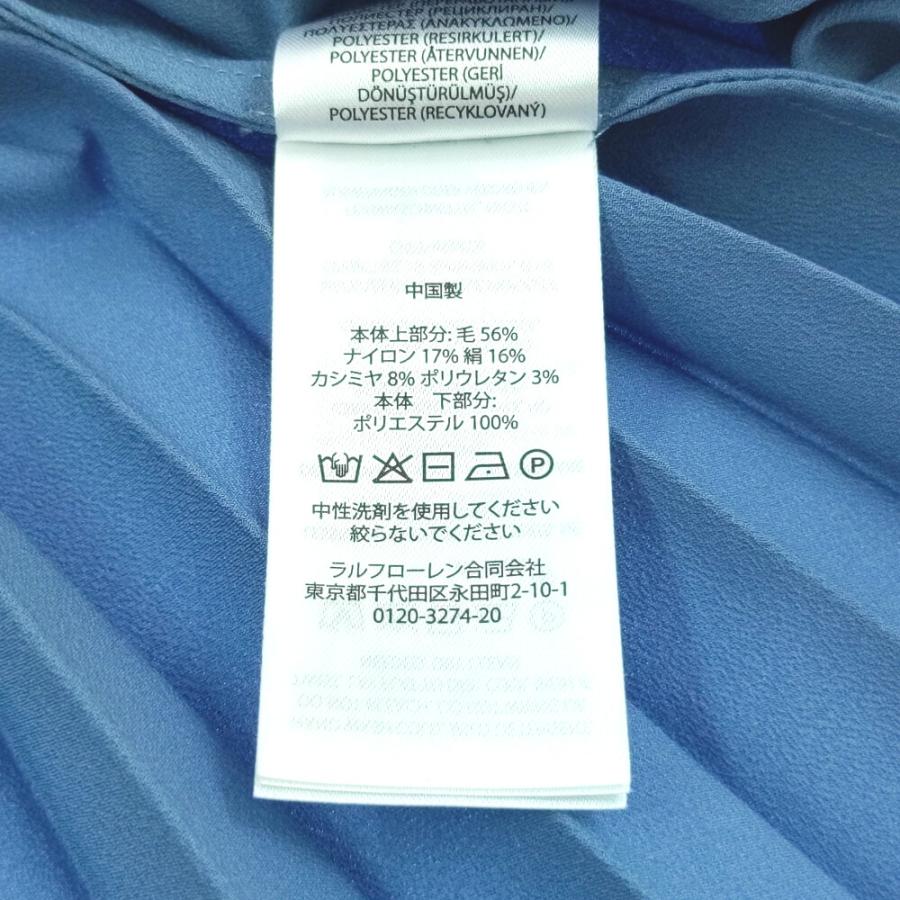 ПОЛИЕСТЕР (РЕЦИКЛИРАН)/
ΠΟΛΥΕΣΤΕΡΑΣ (ΑΝΑΚΥΚΛΩΜΕΝΟ)/
POLYESTER (RESIRKULERT)/
POLYESTER (ÅTERVUNNEN)/
POLYESTER (GERİ
DÖNÜŞTÜRÜLMÜŞ)/
POLYESTER (RECYKLOVANÝ)
中国製
本体上部分: 毛 56%
ナイロン 17% 絹 16%
カシミヤ 8% ポリウレタン 3%
本体　下部分:
ポリエステル 100%
P
中性洗剤を使用してください
絞らないでください
ラルフローレン合同会社
東京都千代田区永田町2-10-1
0120-3274-20